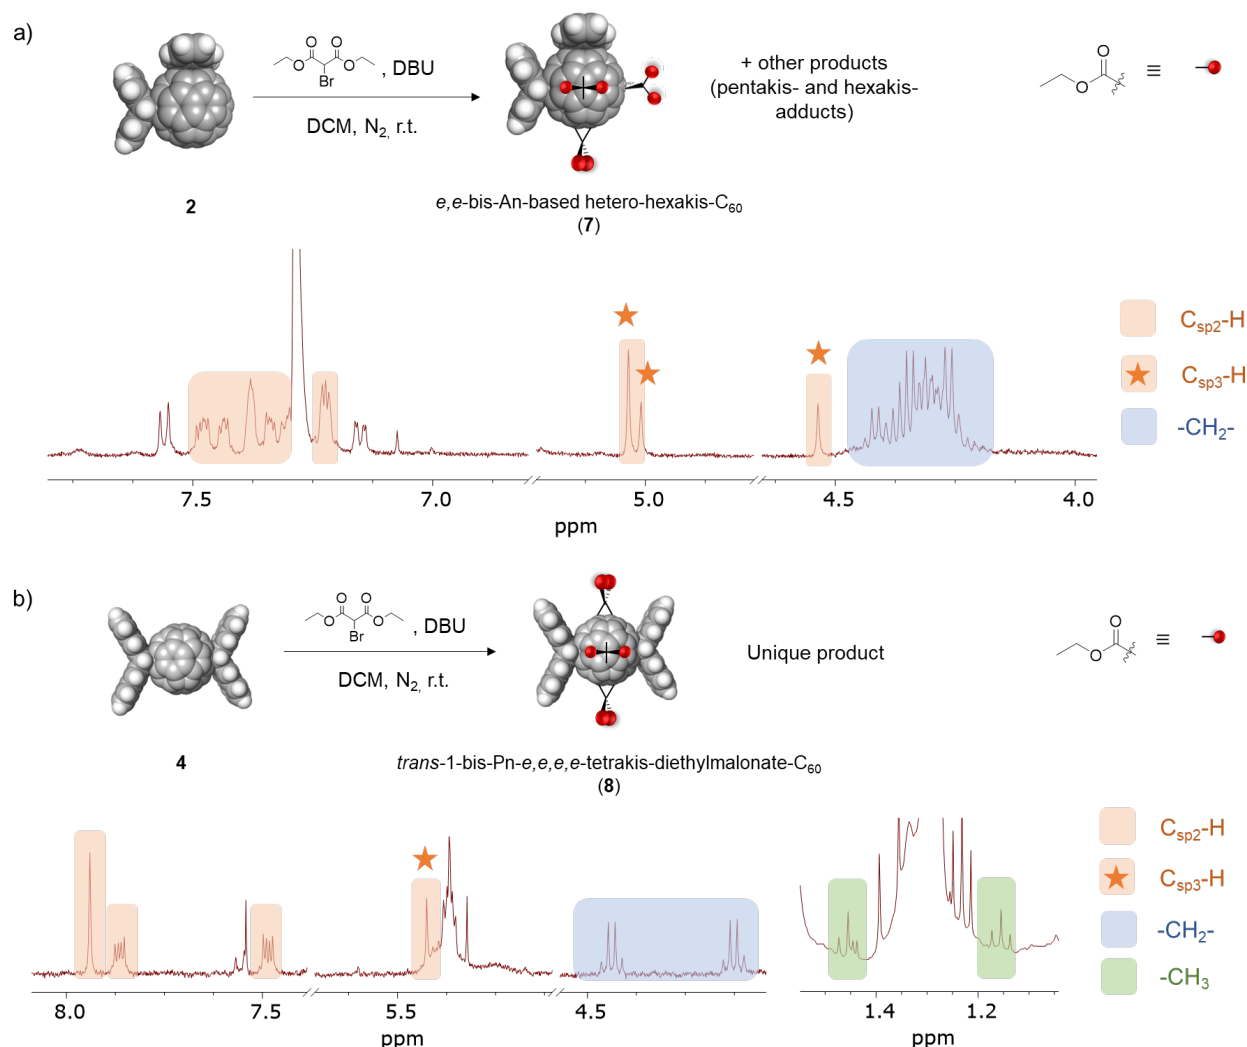 a)
O O
O O
Br
, DBU
DCM, N2, r.t.
+ other products
(pentakis- and hexakis-
adducts)
O
O
≡
2
e,e-bis-An-based hetero-hexakis-C60
(7)
Csp2-H
Csp3-H
-CH2-
7.5 7.0 5.0 4.5 4.0
ppm
b)
O O
O O
Br
, DBU
DCM, N2, r.t.
Unique product
O
O
≡
4
trans-1-bis-Pn-e,e,e,e-tetrakis-diethylmalonate-C60
(8)
Csp2-H
Csp3-H
-CH2-
-CH3
8.0 7.5 5.5 4.5 1.4 1.2
ppm ppm